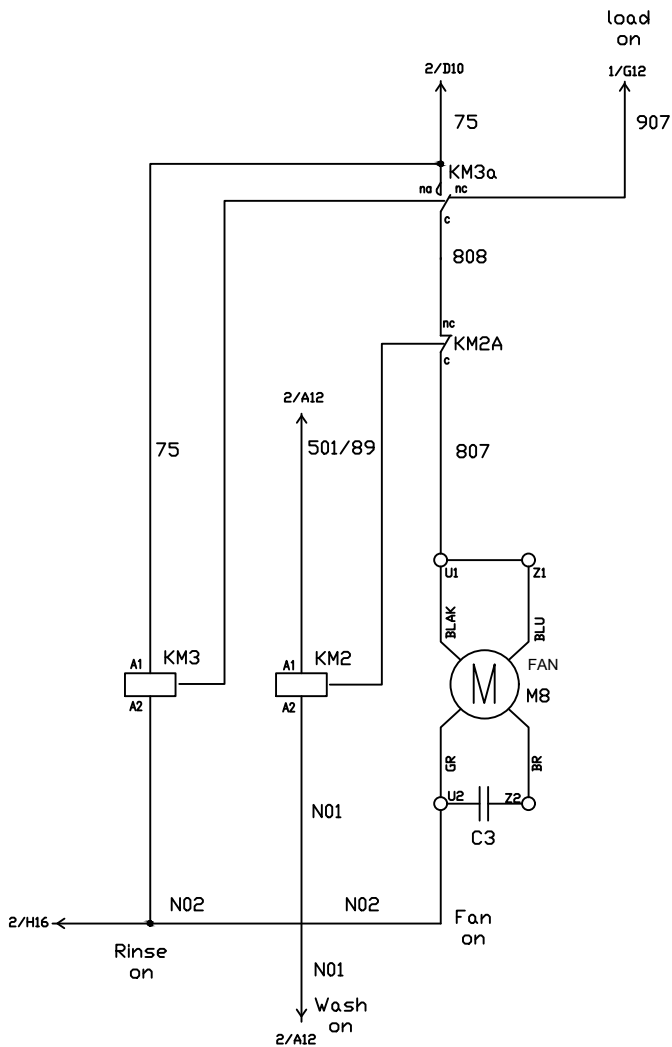 load
on
2/D10
1/G12
75
907
KM3a
na
nc
c
808
nc
KM2A
c
2/A12
75
501/89
807
U1
Z1
BLAK
BLU
A1
KM3
A1
KM2
FAN
M
M8
A2
A2
GR
BR
U2
Z2
N01
C3
N02
N02
2/H16
Fan
on
Rinse
on
N01
Wash
on
2/A12